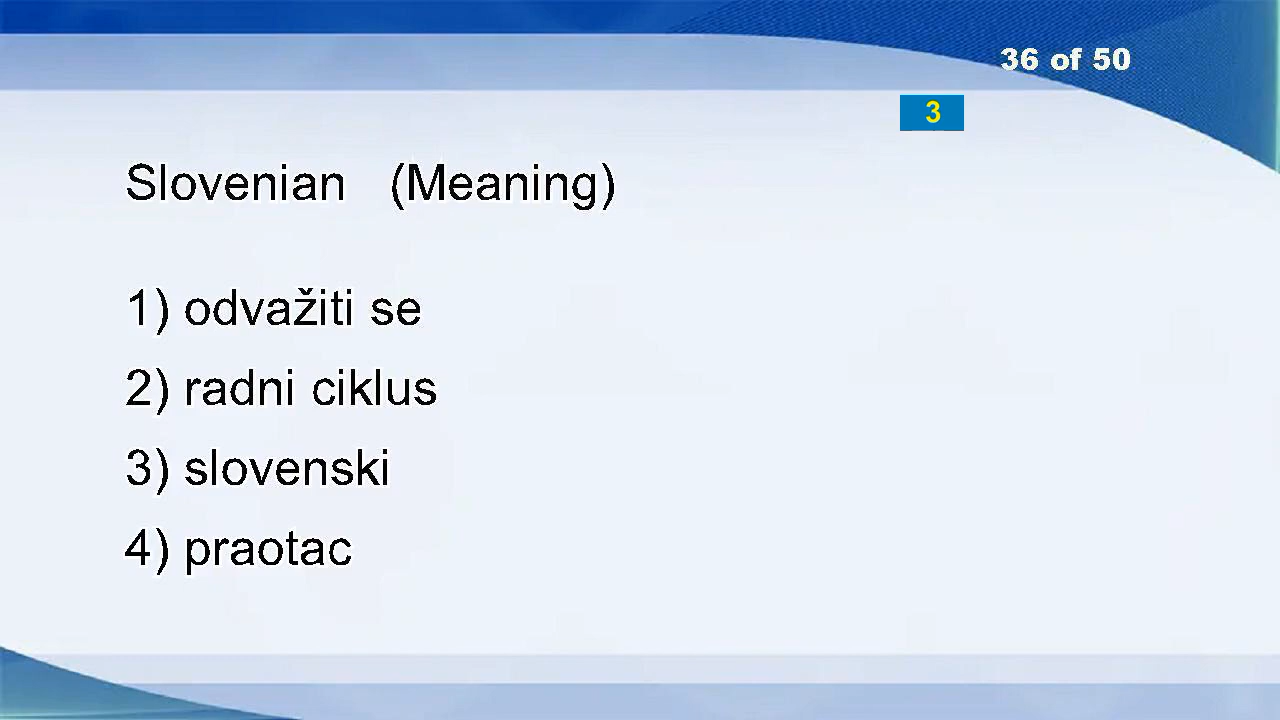 36 of 50
3
Slovenian (Meaning)
1) odvažiti se
2) radni ciklus
3) slovenski
4) praotac